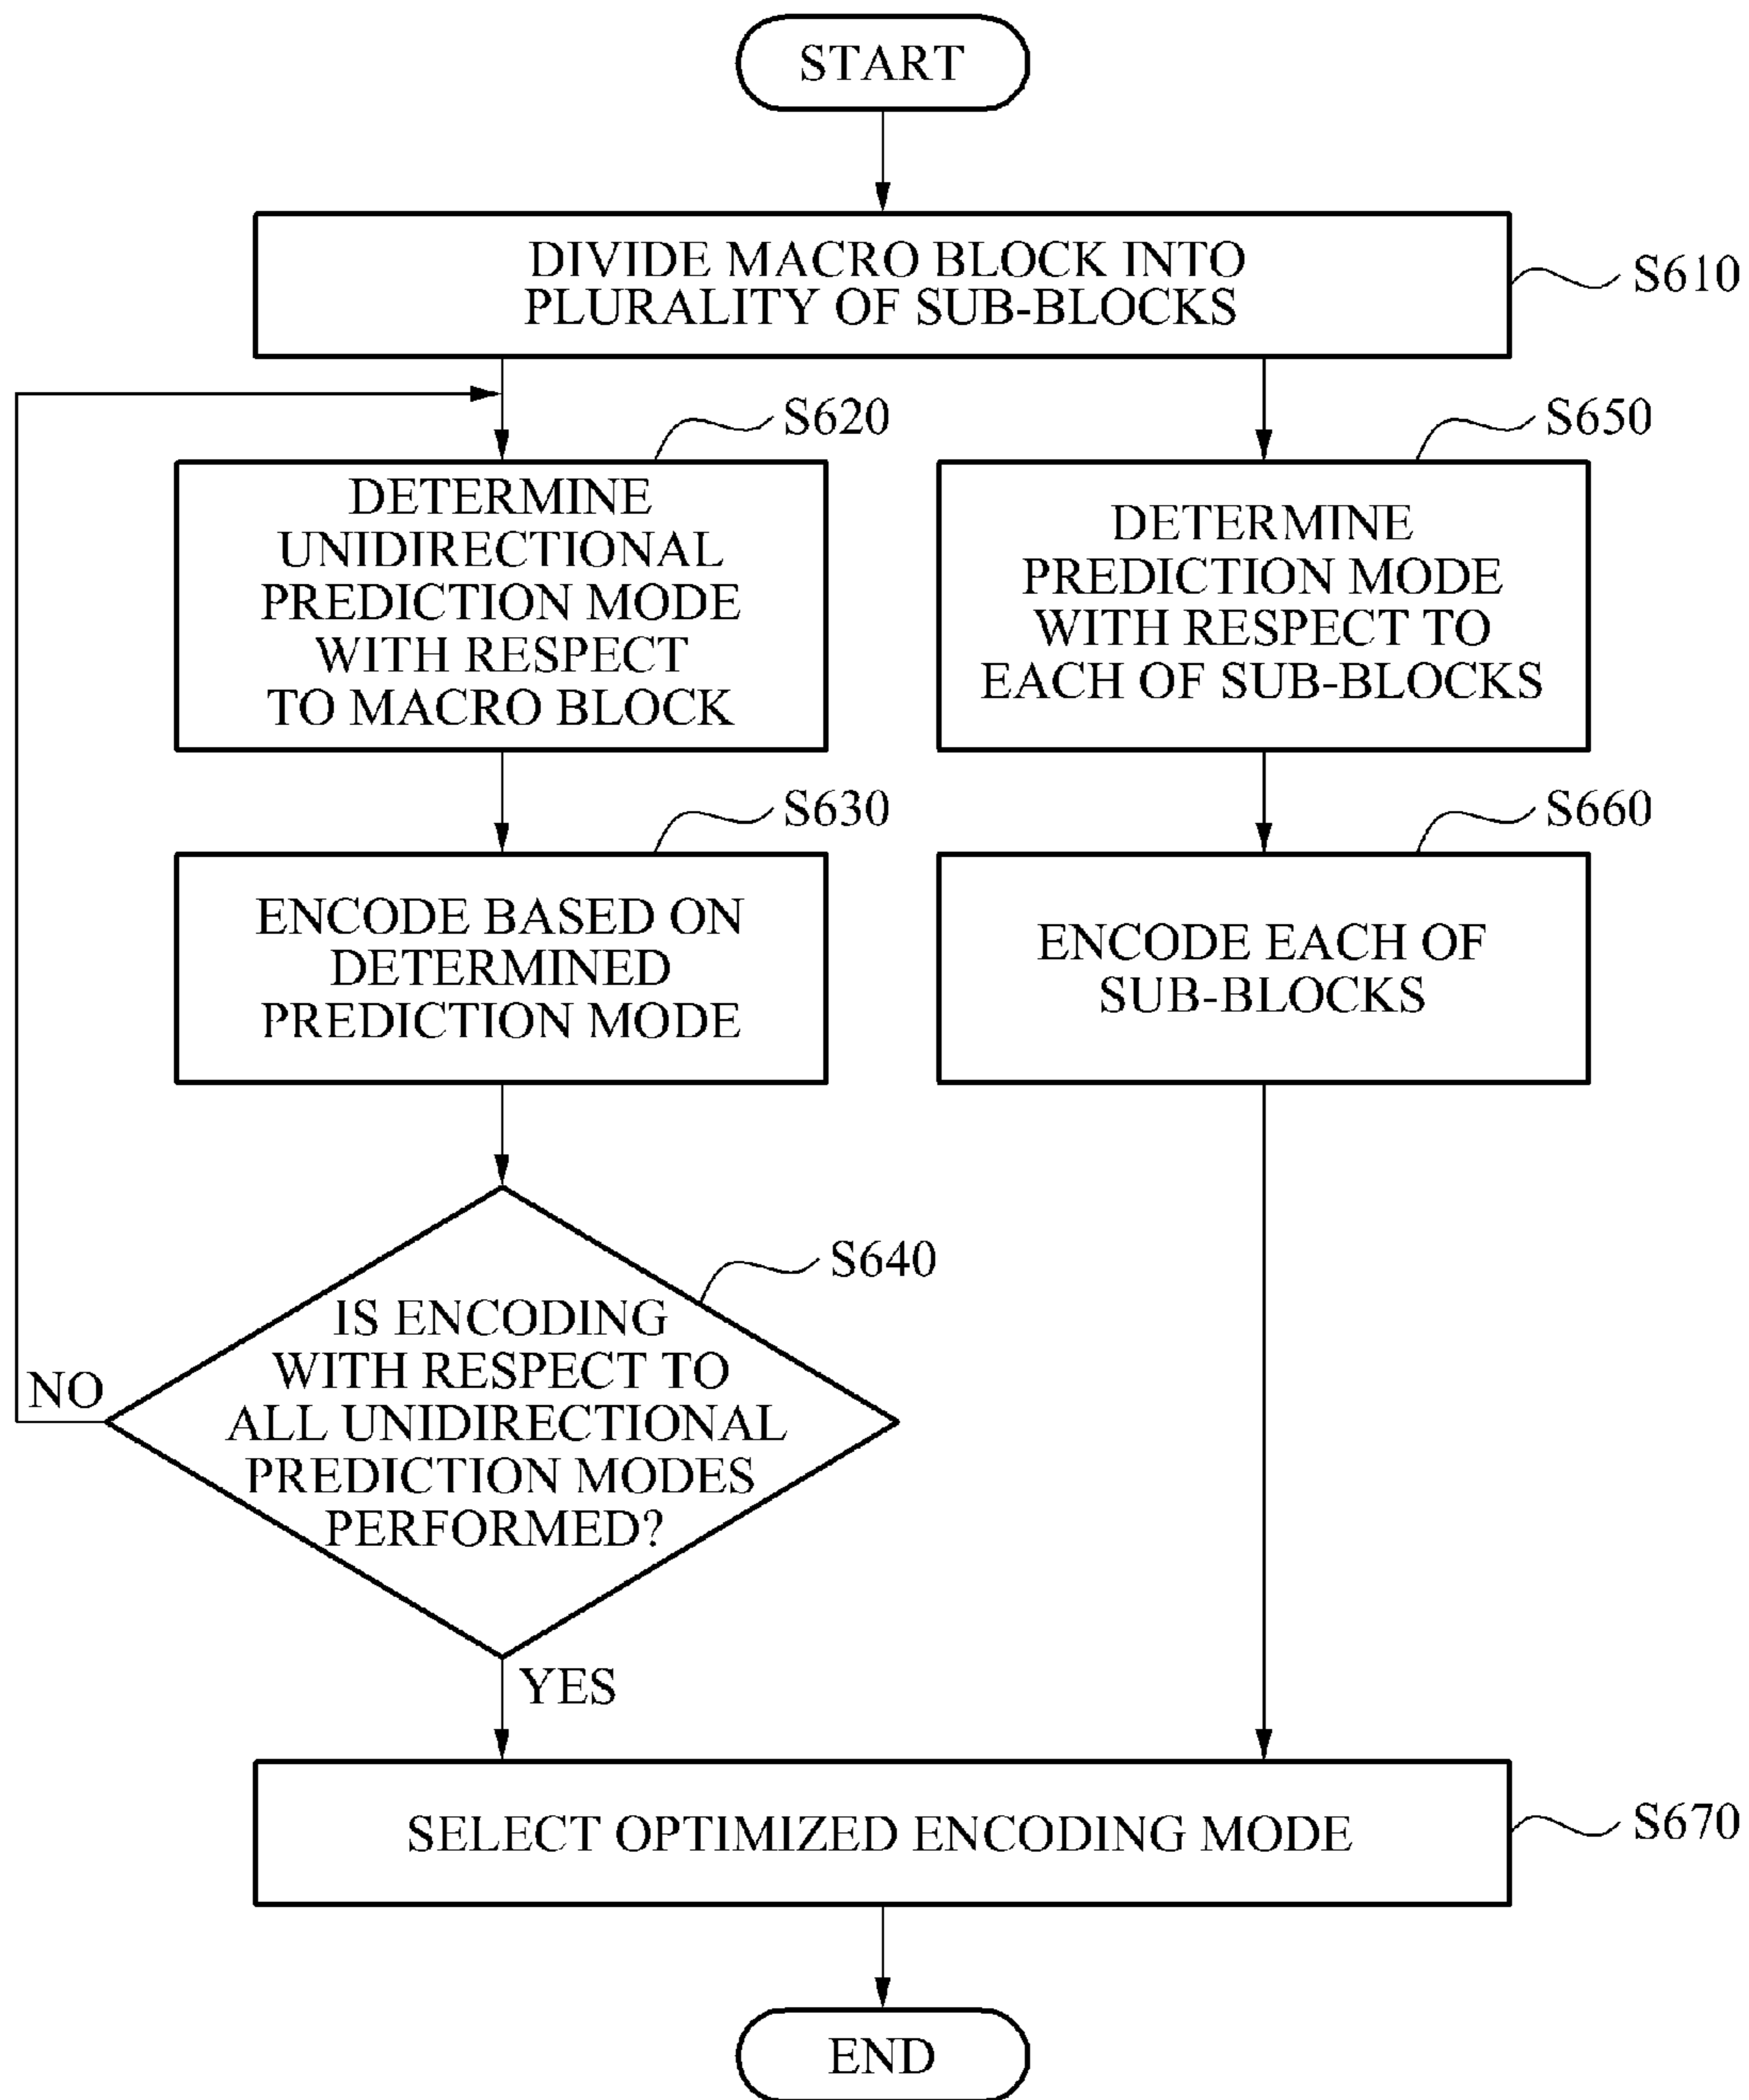 START
DIVIDE MACRO BLOCK INTO
PLURALITY OF SUB-BLOCKS
S610
S620
DETERMINE
UNIDIRECTIONAL
PREDICTION MODE
WITH RESPECT
TO MACRO BLOCK
S650
DETERMINE
PREDICTION MODE
WITH RESPECT TO
EACH OF SUB-BLOCKS
S630
ENCODE BASED ON
DETERMINED
PREDICTION MODE
S660
ENCODE EACH OF
SUB-BLOCKS
S640
IS ENCODING
WITH RESPECT TO
ALL UNIDIRECTIONAL
PREDICTION MODES
PERFORMED?
NO
YES
SELECT OPTIMIZED ENCODING MODE
S670
END